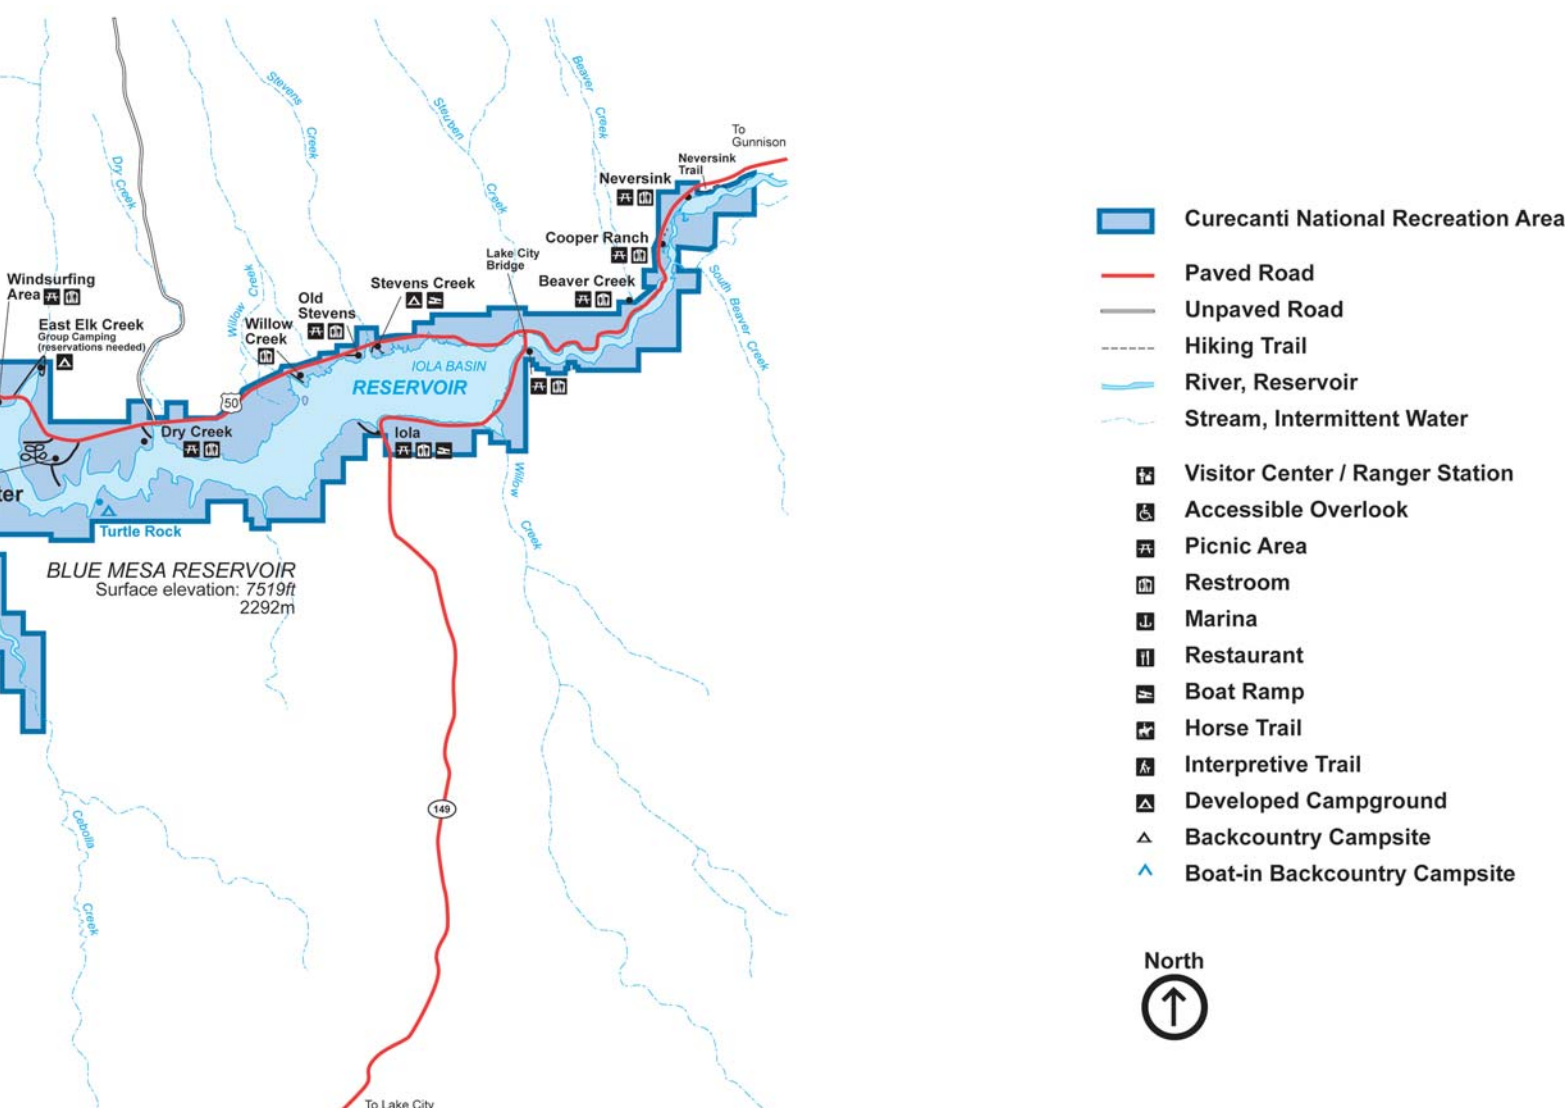 To
Gunnison
Neversink
Trail
Neversink
Cooper Ranch
Lake City
Bridge
Beaver Creek
Beaver
Creek
Steuben
Creek
Stevens
Creek
Dry Creek
Willow
Creek
South Beaver Creek
Windsurfing
Area
East Elk Creek
Group Camping
(reservations needed)
Old
Stevens
Willow
Creek
Stevens Creek
IOLA BASIN
RESERVOIR
50
Dry Creek
Iola
ter
Turtle Rock
Willow
Creek
BLUE MESA RESERVOIR
Surface elevation: 7519ft
2292m
149
Cebolla
Creek
To Lake City
Curecanti National Recreation Area
Paved Road
Unpaved Road
Hiking Trail
River, Reservoir
Stream, Intermittent Water
Visitor Center / Ranger Station
Accessible Overlook
Picnic Area
Restroom
Marina
Restaurant
Boat Ramp
Horse Trail
Interpretive Trail
Developed Campground
Backcountry Campsite
Boat-in Backcountry Campsite
North